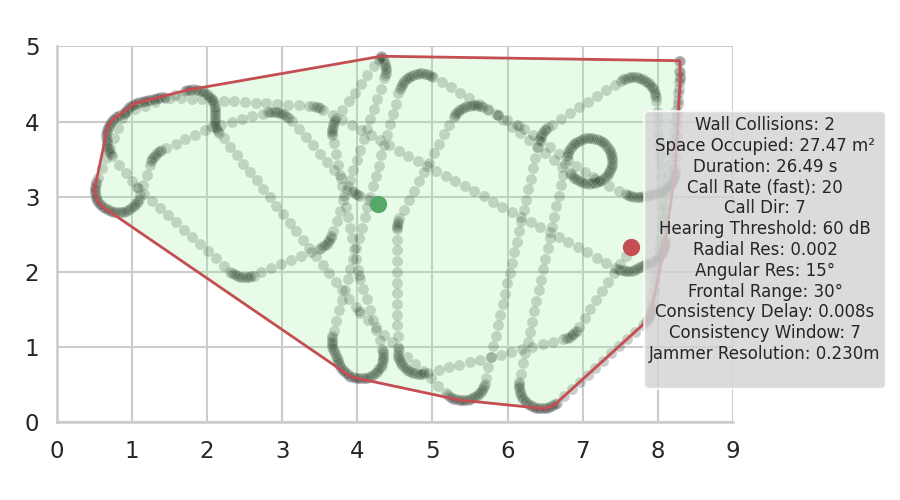 5
4
3
2
1
0
0 1 2 3 4 5 6 7 8 9
Wall Collisions: 2
Space Occupied: 27.47 m²
Duration: 26.49 s
Call Rate (fast): 20
Call Dir: 7
Hearing Threshold: 60 dB
Radial Res: 0.002
Angular Res: 15°
Frontal Range: 30°
Consistency Delay: 0.008s
Consistency Window: 7
Jammer Resolution: 0.230m